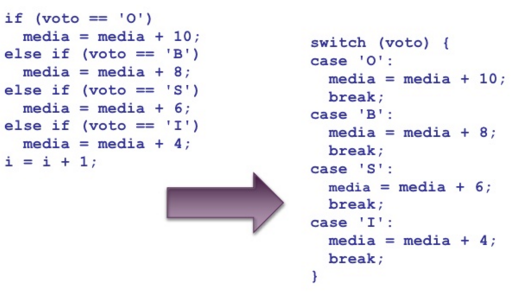 if (voto == 'O')
  media = media + 10;
else if (voto == 'B')
  media = media + 8;
else if (voto == 'S')
  media = media + 6;
else if (voto == 'I')
  media = media + 4;
i = i + 1;
switch (voto) {
case 'O':
  media = media + 10;
  break;
case 'B':
  media = media + 8;
  break;
case 'S':
  media = media + 6;
  break;
case 'I':
  media = media + 4;
  break;
}